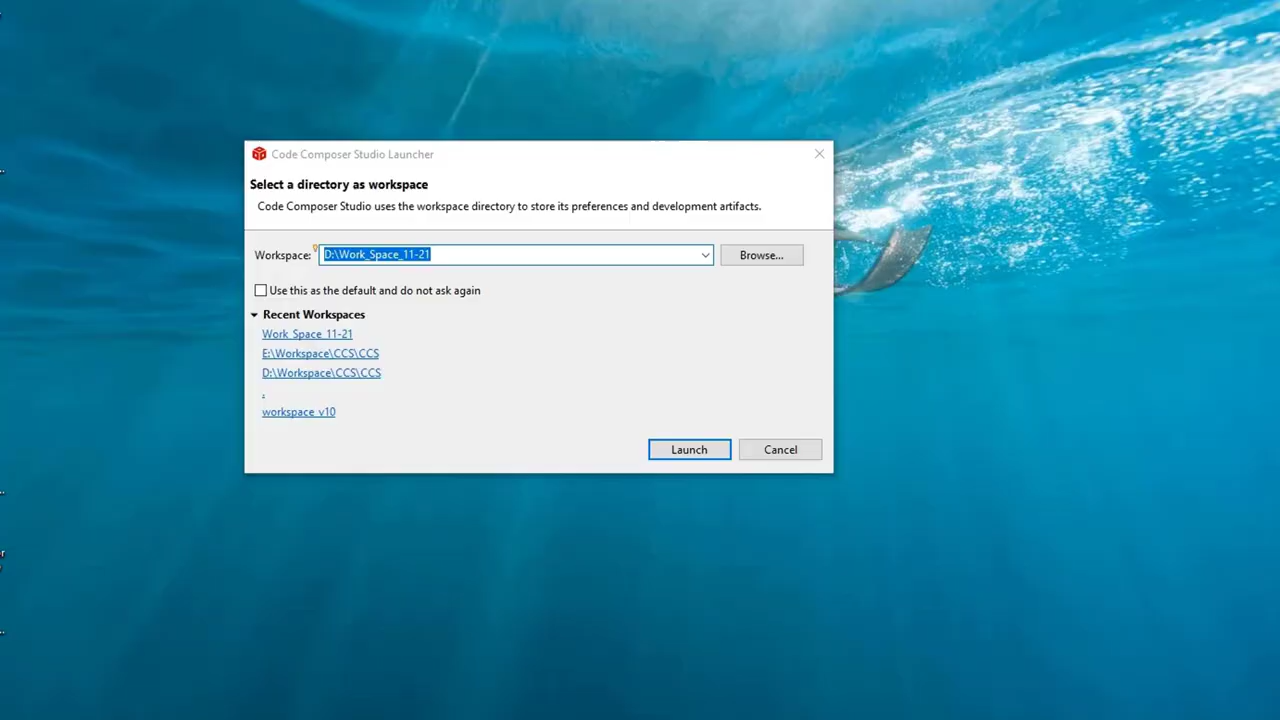 Code Composer Studio Launcher
Select a directory as workspace
Code Composer Studio uses the workspace directory to store its preferences and development artifacts.
Workspace: D:\Work_Space_11-21 Browse...
Use this as the default and do not ask again
Recent Workspaces
Work_Space_11-21
E:\Workspace\CCS\CCS
D:\Workspace\CCS\CCS
.
workspace_v10
Launch Cancel